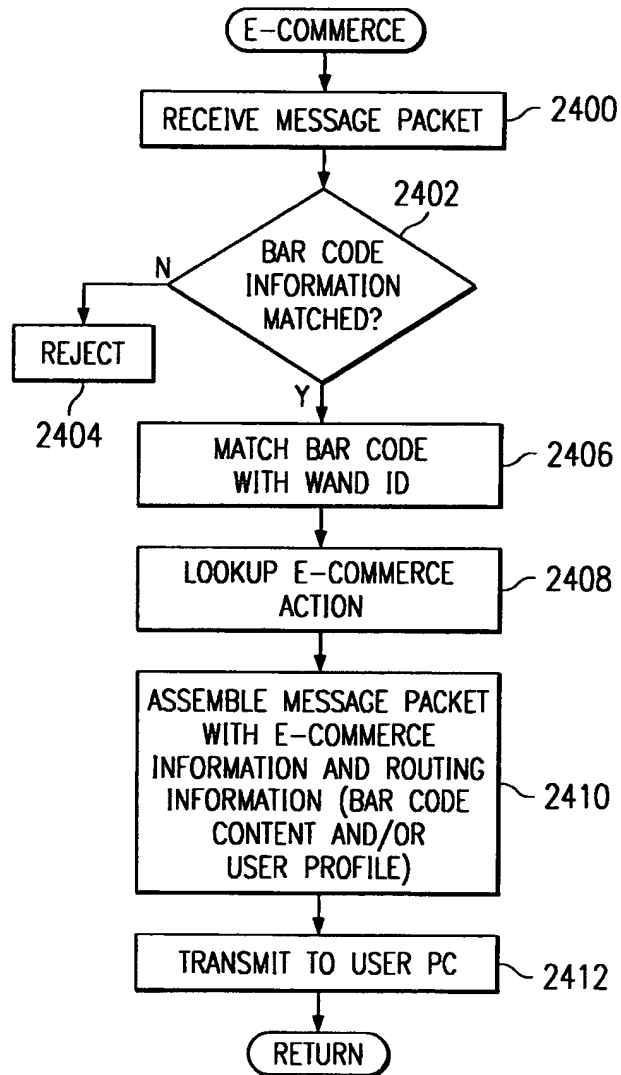 E-COMMERCE
RECEIVE MESSAGE PACKET
2400
2402
BAR CODE
INFORMATION
MATCHED?
N
REJECT
2404
Y
MATCH BAR CODE
WITH WAND ID
2406
LOOKUP E-COMMERCE
ACTION
2408
ASSEMBLE MESSAGE PACKET
WITH E-COMMERCE
INFORMATION AND ROUTING
INFORMATION (BAR CODE
CONTENT AND/OR
USER PROFILE)
2410
TRANSMIT TO USER PC
2412
RETURN